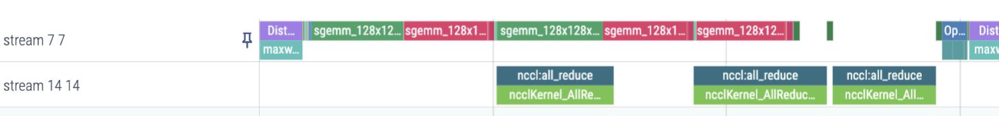 Dist... sgemm_128x12... sgemm_128x1... sgemm_128x128x... sgemm_128x1... sgemm_128x12... Op... Dist
stream 7 7
maxw... maxw
nccl:all_reduce nccl:all_reduce nccl:all_reduce
stream 14 14
ncclKernel_AllRe... ncclKernel_AllReduc... ncclKernel_All...